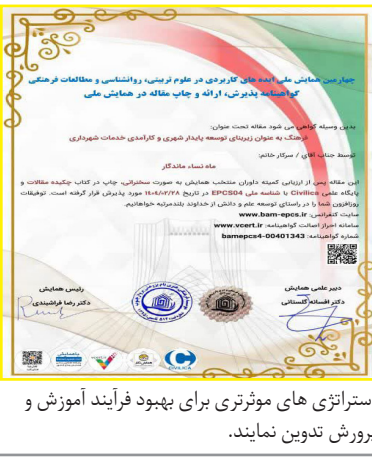 چهارمین همایش ملی ایده های کاربردی در علوم تربیتی، روانشناسی و مطالعات فرهنگی
گواهینامه پذیرش، ارائه و چاپ مقاله در همایش ملی
بدین وسیله گواهی می شود مقاله تحت عنوان:
فرهنگ به عنوان زیربنای توسعه پایدار شهری و کارآمدی خدمات شهرداری
توسط جناب آقای / سرکار خانم:
ماه نساء ماندگار
این مقاله پس از ارزیابی کمیته داوران منتخب همایش به صورت سخنرانی، چاپ در کتاب چکیده مقالات و
پایگاه علمی Civilica با شناسه ملی EPCS04 در تاریخ ۱۴۰۴/۰۲/۲۸ مورد پذیرش قرار گرفته است. توفیقات
روزافزون شما را در راستای توسعه علم و دانش از خداوند بلندمرتبه خواهانیم.
سایت کنفرانس: www.bam-epcs.ir
سامانه احراز اصالت گواهینامه: www.vcert.ir
شماره گواهینامه: bamepcs4-00401343
دبیر علمی همایش
دکتر افسانه گلستانی
رئیس همایش
دکتر رضا فراشبندی
CIVILICA
ستراتژی های موثرتری برای بهبود فرآیند آموزش و
پرورش تدوین نمایند.